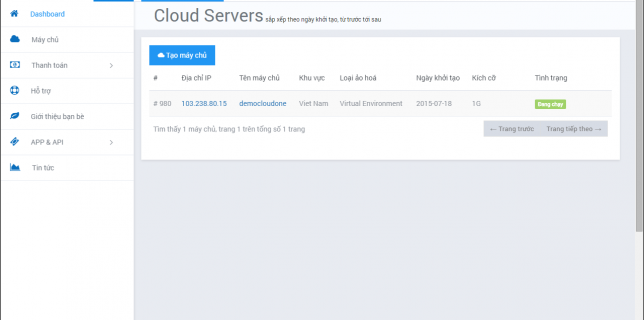 Dashboard
Máy chủ
Thanh toán
Hỗ trợ
Giới thiệu bạn bè
APP & API
Tin tức
Cloud Servers sắp xếp theo ngày khởi tạo, từ trước tới sau
Tạo máy chủ
# Địa chỉ IP Tên máy chủ Khu vực Loại ảo hoá Ngày khởi tạo Kích cỡ Tình trạng
# 980 103.238.80.15 democloudone Viet Nam Virtual Environment 2015-07-18 1G Đang chạy
Tìm thấy 1 máy chủ, trang 1 trên tổng số 1 trang
← Trang trước Trang tiếp theo →